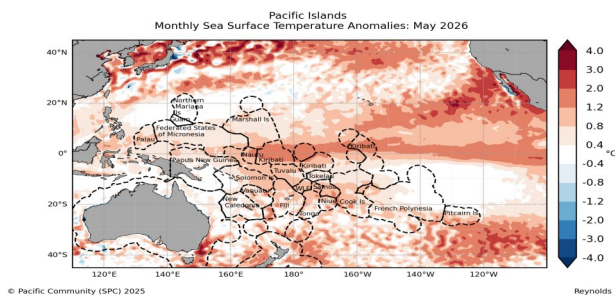 Pacific Islands
Monthly Sea Surface Temperature Anomalies: May 2026
40°N
20°N
0°
20°S
40°S
Northern
Mariana
Is
Guam
Federated States
of Micronesia
Palau
Marshall Is
Papua New Guinea
Nauru
Kiribati
Kiribati
Kiribati
Solomon Is
Tuvalu
Tokelau
Vanuatu
W
Samoa
New
Caledonia
Fiji
Tonga
Niue
Cook Is
French Polynesia
Pitcairn Is
120°E
140°E
160°E
180°
160°W
140°W
120°W
4.0
3.0
2.0
1.2
0.8
0.4
-0.4
-0.8
-1.2
-2.0
-3.0
-4.0
°C
© Pacific Community (SPC) 2025
Reynolds